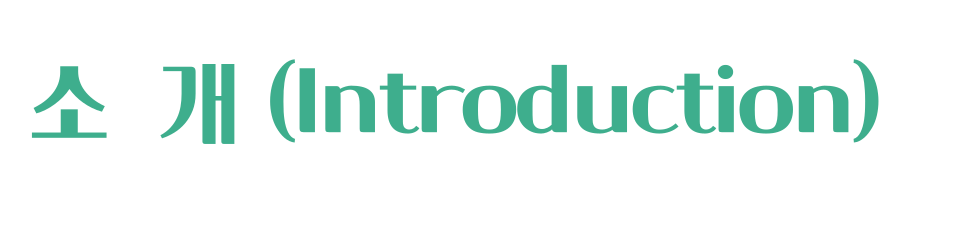 소 개 (Introduction)